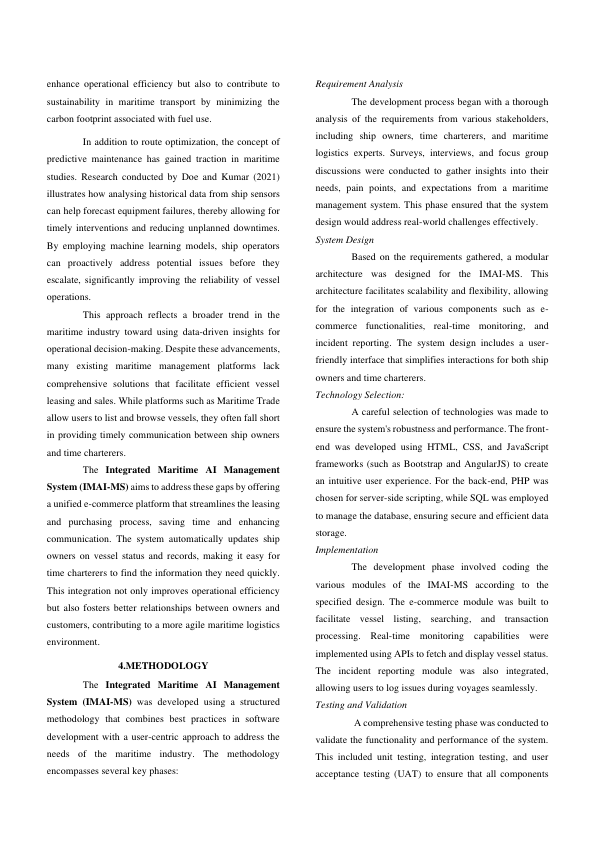 enhance operational efficiency but also to contribute to
sustainability in maritime transport by minimizing the
carbon footprint associated with fuel use.
In addition to route optimization, the concept of
predictive maintenance has gained traction in maritime
studies. Research conducted by Doe and Kumar (2021)
illustrates how analysing historical data from ship sensors
can help forecast equipment failures, thereby allowing for
timely interventions and reducing unplanned downtimes.
By employing machine learning models, ship operators
can proactively address potential issues before they
escalate, significantly improving the reliability of vessel
operations.
This approach reflects a broader trend in the
maritime industry toward using data-driven insights for
operational decision-making. Despite these advancements,
many existing maritime management platforms lack
comprehensive solutions that facilitate efficient vessel
leasing and sales. While platforms such as Maritime Trade
allow users to list and browse vessels, they often fall short
in providing timely communication between ship owners
and time charterers.
The Integrated Maritime AI Management
System (IMAI-MS) aims to address these gaps by offering
a unified e-commerce platform that streamlines the leasing
and purchasing process, saving time and enhancing
communication. The system automatically updates ship
owners on vessel status and records, making it easy for
time charterers to find the information they need quickly.
This integration not only improves operational efficiency
but also fosters better relationships between owners and
customers, contributing to a more agile maritime logistics
environment.
4.METHODOLOGY
The Integrated Maritime AI Management
System (IMAI-MS) was developed using a structured
methodology that combines best practices in software
development with a user-centric approach to address the
needs of the maritime industry. The methodology
encompasses several key phases:
Requirement Analysis
The development process began with a thorough
analysis of the requirements from various stakeholders,
including ship owners, time charterers, and maritime
logistics experts. Surveys, interviews, and focus group
discussions were conducted to gather insights into their
needs, pain points, and expectations from a maritime
management system. This phase ensured that the system
design would address real-world challenges effectively.
System Design
Based on the requirements gathered, a modular
architecture was designed for the IMAI-MS. This
architecture facilitates scalability and flexibility, allowing
for the integration of various components such as e-
commerce functionalities, real-time monitoring, and
incident reporting. The system design includes a user-
friendly interface that simplifies interactions for both ship
owners and time charterers.
Technology Selection:
A careful selection of technologies was made to
ensure the system's robustness and performance. The front-
end was developed using HTML, CSS, and JavaScript
frameworks (such as Bootstrap and AngularJS) to create
an intuitive user experience. For the back-end, PHP was
chosen for server-side scripting, while SQL was employed
to manage the database, ensuring secure and efficient data
storage.
Implementation
The development phase involved coding the
various modules of the IMAI-MS according to the
specified design. The e-commerce module was built to
facilitate vessel listing, searching, and transaction
processing. Real-time monitoring capabilities were
implemented using APIs to fetch and display vessel status.
The incident reporting module was also integrated,
allowing users to log issues during voyages seamlessly.
Testing and Validation
A comprehensive testing phase was conducted to
validate the functionality and performance of the system.
This included unit testing, integration testing, and user
acceptance testing (UAT) to ensure that all components